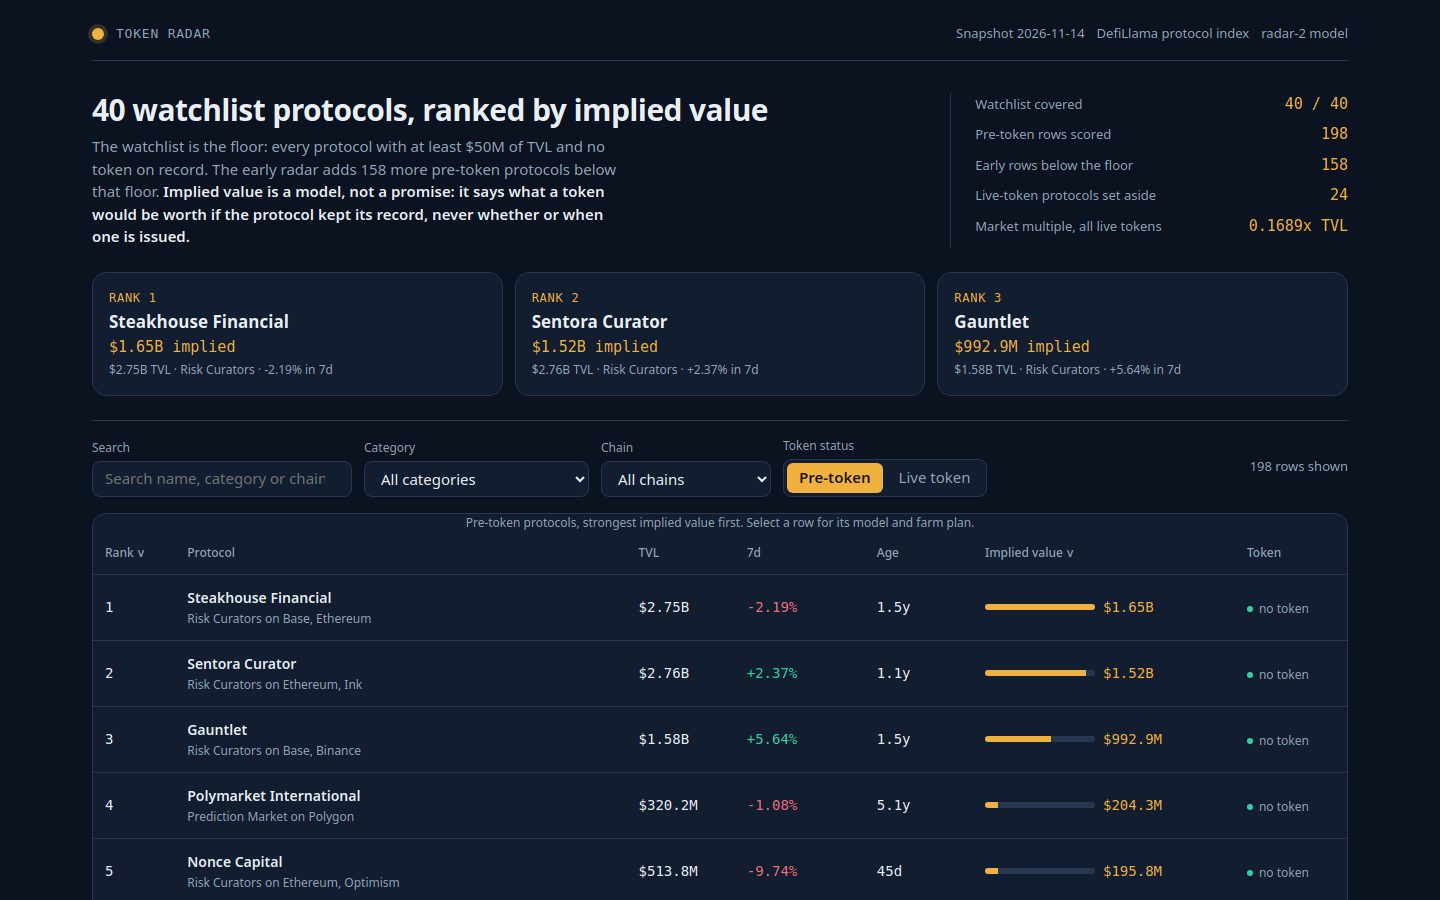 TOKEN RADAR
Snapshot 2026-11-14 DefiLlama protocol index radar-2 model
40 watchlist protocols, ranked by implied value
The watchlist is the floor: every protocol with at least $50M of TVL and no
token on record. The early radar adds 158 more pre-token protocols below
that floor. Implied value is a model, not a promise: it says what a token
would be worth if the protocol kept its record, never whether or when
one is issued.
Watchlist covered 40 / 40
Pre-token rows scored 198
Early rows below the floor 158
Live-token protocols set aside 24
Market multiple, all live tokens 0.1689x TVL
RANK 1
Steakhouse Financial
$1.65B implied
$2.75B TVL · Risk Curators · -2.19% in 7d
RANK 2
Sentora Curator
$1.52B implied
$2.76B TVL · Risk Curators · +2.37% in 7d
RANK 3
Gauntlet
$992.9M implied
$1.58B TVL · Risk Curators · +5.64% in 7d
Search
Search name, category or chain
Category
All categories
Chain
All chains
Token status
Pre-token Live token
198 rows shown
Pre-token protocols, strongest implied value first. Select a row for its model and farm plan.
Rank v Protocol TVL 7d Age Implied value v Token
1 Steakhouse Financial $2.75B -2.19% 1.5y $1.65B no token
Risk Curators on Base, Ethereum
2 Sentora Curator $2.76B +2.37% 1.1y $1.52B no token
Risk Curators on Ethereum, Ink
3 Gauntlet $1.58B +5.64% 1.5y $992.9M no token
Risk Curators on Base, Binance
4 Polymarket International $320.2M -1.08% 5.1y $204.3M no token
Prediction Market on Polygon
5 Nonce Capital $513.8M -9.74% 45d $195.8M no token
Risk Curators on Ethereum, Optimism